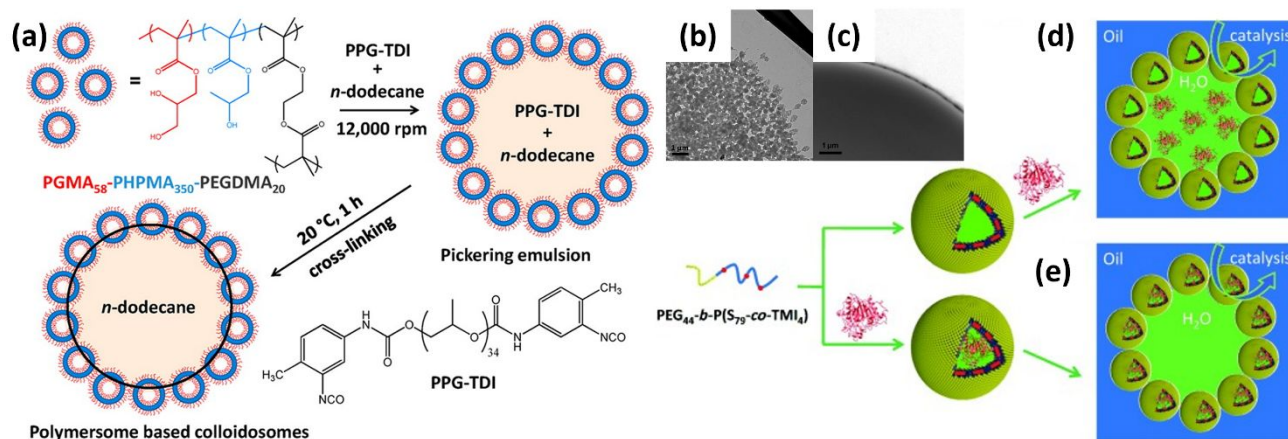 (a)
=
O
O
O
O
O
O
O
O
HO
HO
OH
PGMA58-PHPMA350-PEGDMA20
PPG-TDI
+
n-dodecane
12,000 rpm
PPG-TDI
+
n-dodecane
Pickering emulsion
20 °C, 1 h
cross-linking
n-dodecane
Polymersome based colloidosomes
H3C
NCO
H
N
O
O
O
34
O
O
H
N
CH3
NCO
PPG-TDI
(b)
1 µm
(c)
1 µm
PEG44-b-P(S79-co-TMI4)
(d)
Oil
catalysis
H2O
(e)
Oil
catalysis
H2O